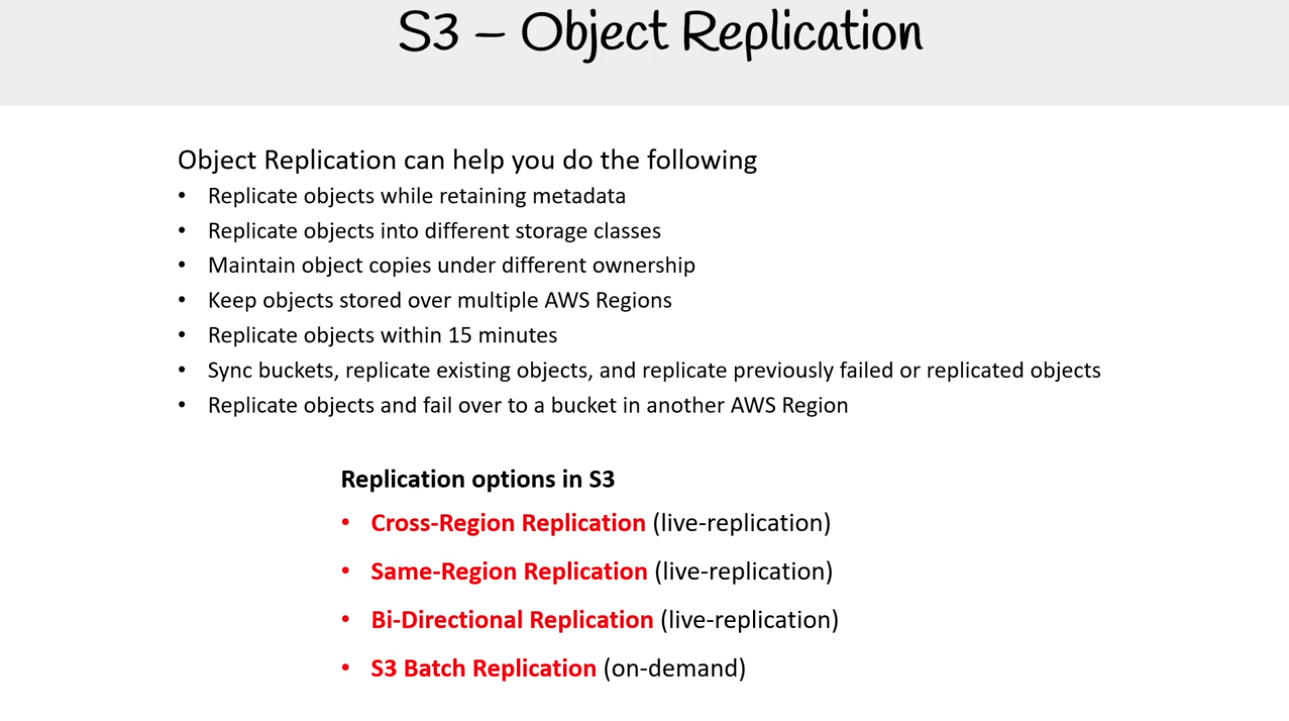 S3 – Object Replication
Object Replication can help you do the following
• Replicate objects while retaining metadata
• Replicate objects into different storage classes
• Maintain object copies under different ownership
• Keep objects stored over multiple AWS Regions
• Replicate objects within 15 minutes
• Sync buckets, replicate existing objects, and replicate previously failed or replicated objects
• Replicate objects and fail over to a bucket in another AWS Region
Replication options in S3
• Cross-Region Replication (live-replication)
• Same-Region Replication (live-replication)
• Bi-Directional Replication (live-replication)
• S3 Batch Replication (on-demand)